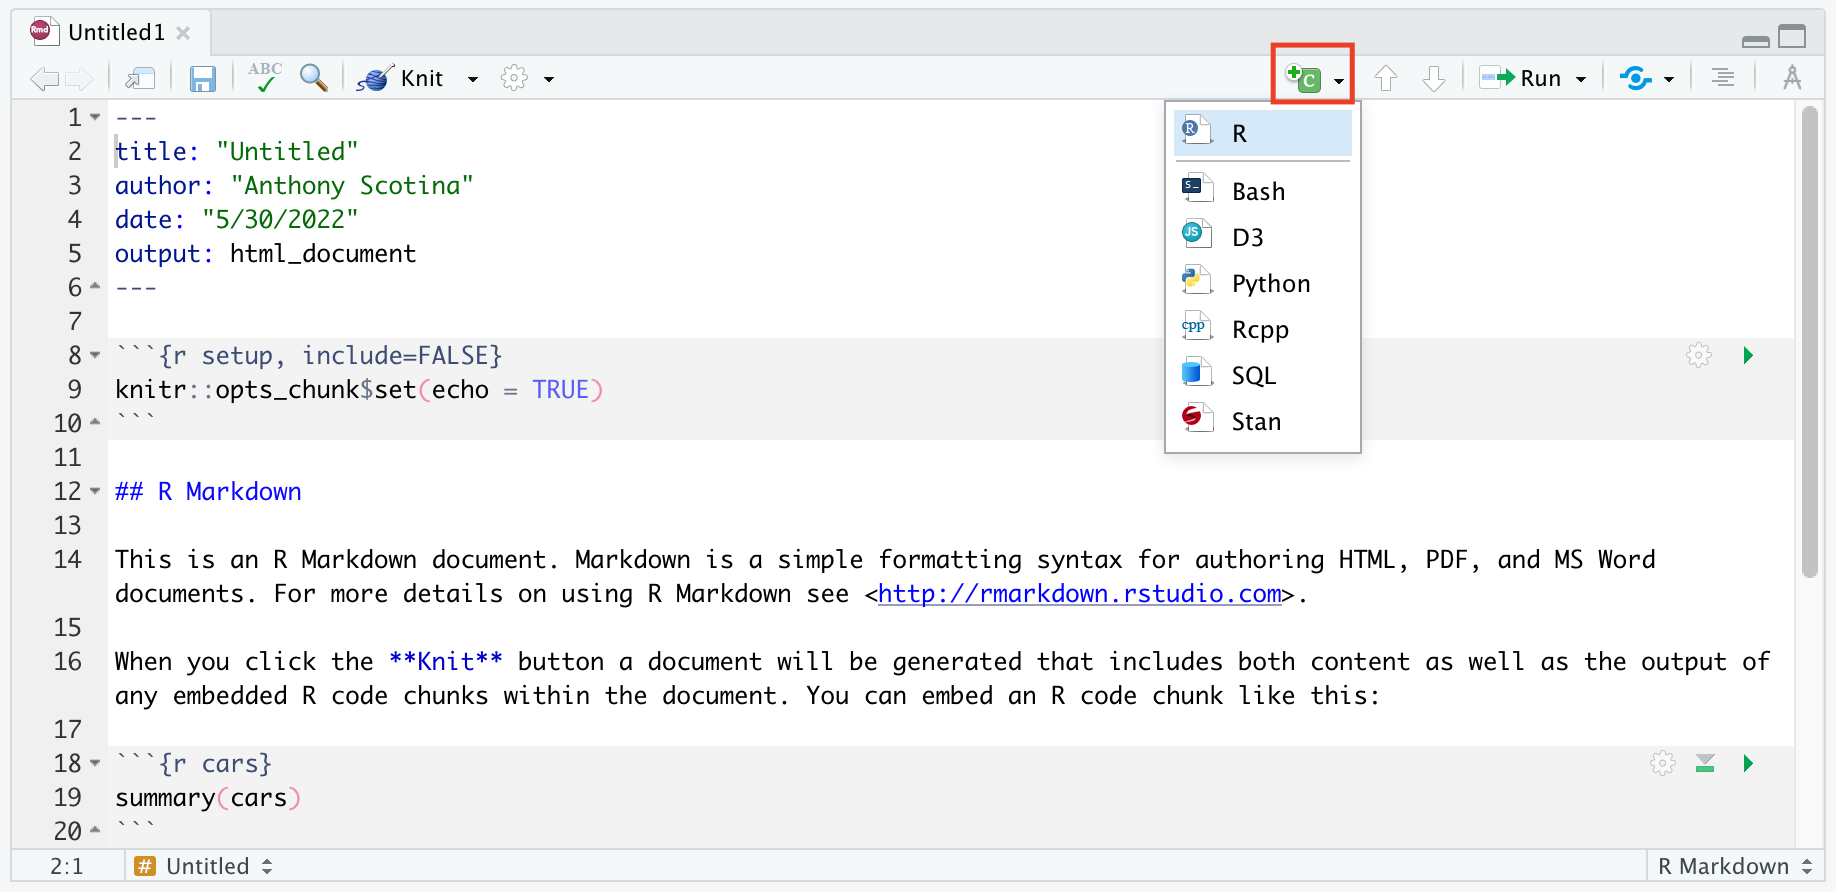 Rmd Untitled1
ABC Knit C Run
1 ---
2 title: "Untitled"
3 author: "Anthony Scotina"
4 date: "5/30/2022"
5 output: html_document
6 ---
7
8 ```{r setup, include=FALSE}
9 knitr::opts_chunk$set(echo = TRUE)
10 ```
11
12 ## R Markdown
13
14 This is an R Markdown document. Markdown is a simple formatting syntax for authoring HTML, PDF, and MS Word
documents. For more details on using R Markdown see <http://rmarkdown.rstudio.com>.
15
16 When you click the **Knit** button a document will be generated that includes both content as well as the output of
any embedded R code chunks within the document. You can embed an R code chunk like this:
17
18 ```{r cars}
19 summary(cars)
20 ```
R R
S_ Bash
JS D3
Python
cpp Rcpp
SQL
Stan
2:1 # Untitled R Markdown